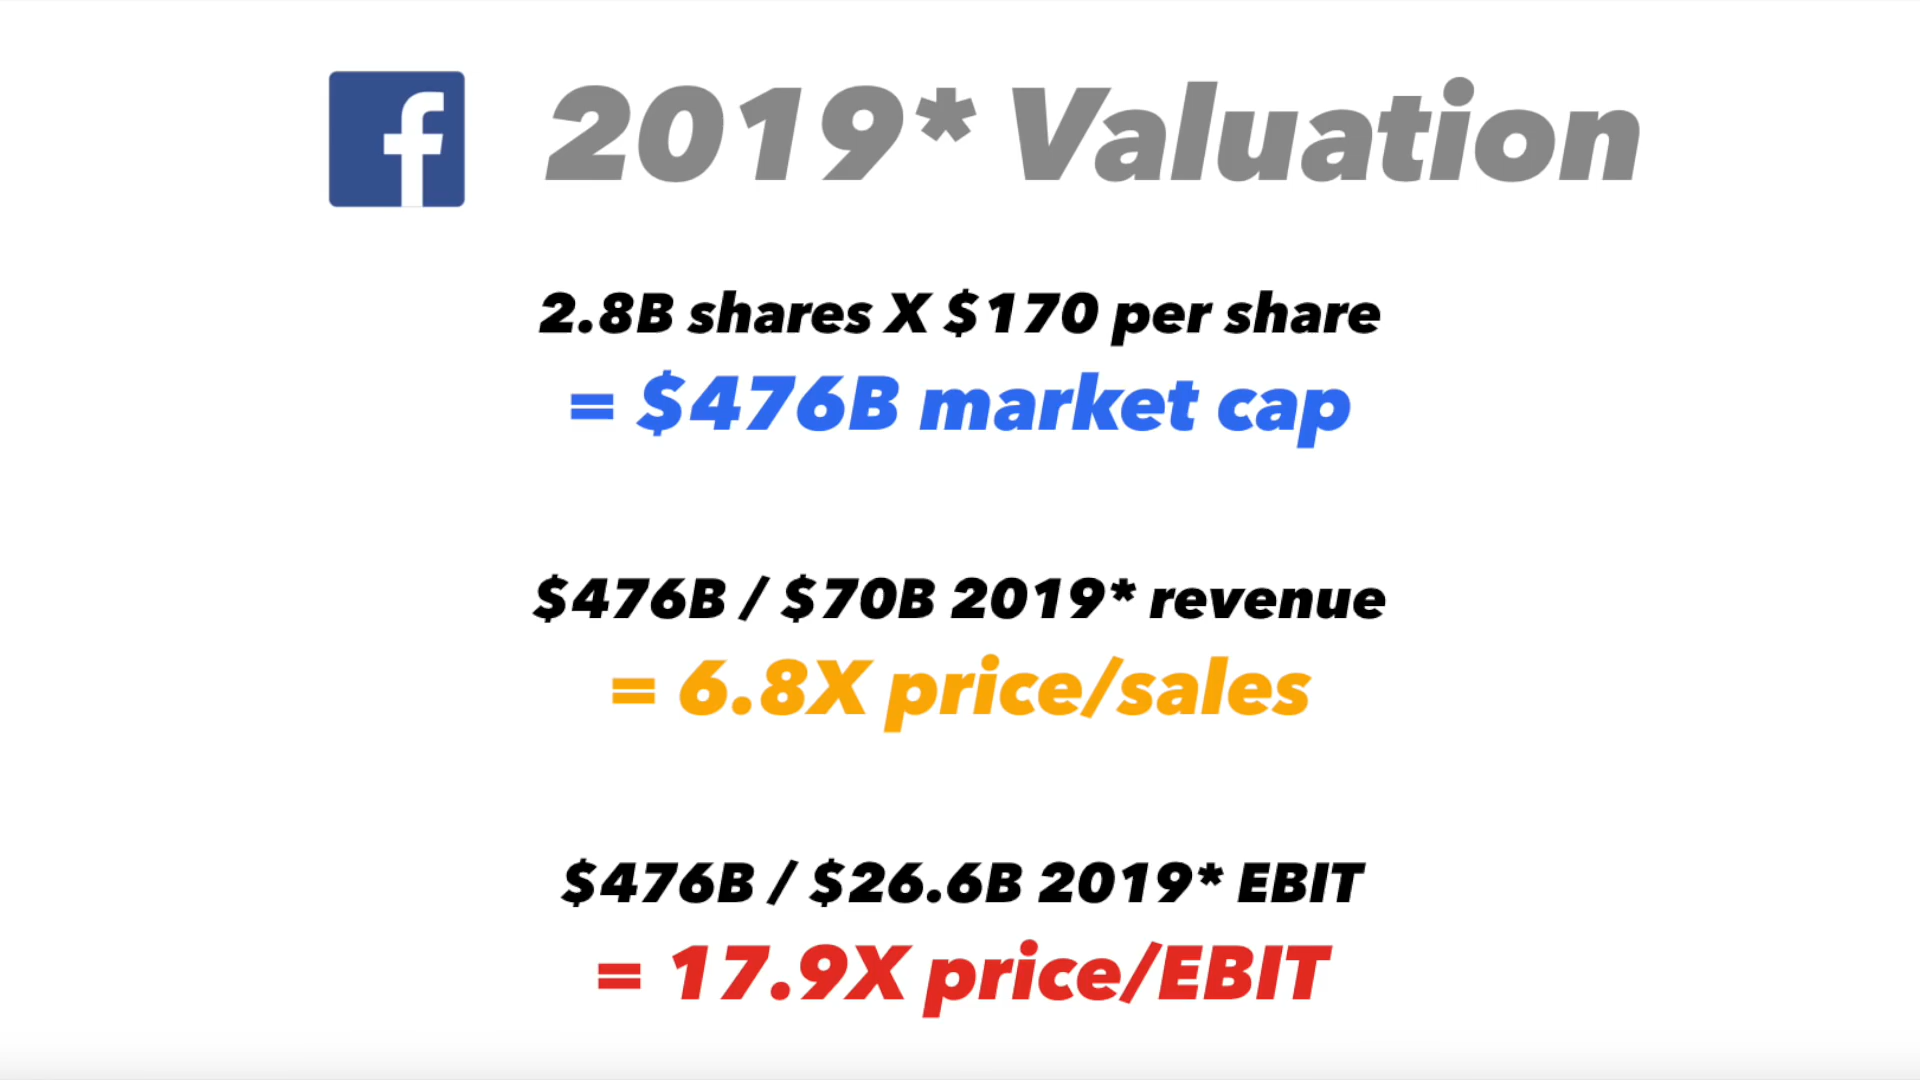 f 2019* Valuation
2.8B shares X $170 per share
= $476B market cap
$476B / $70B 2019* revenue
= 6.8X price/sales
$476B / $26.6B 2019* EBIT
= 17.9X price/EBIT